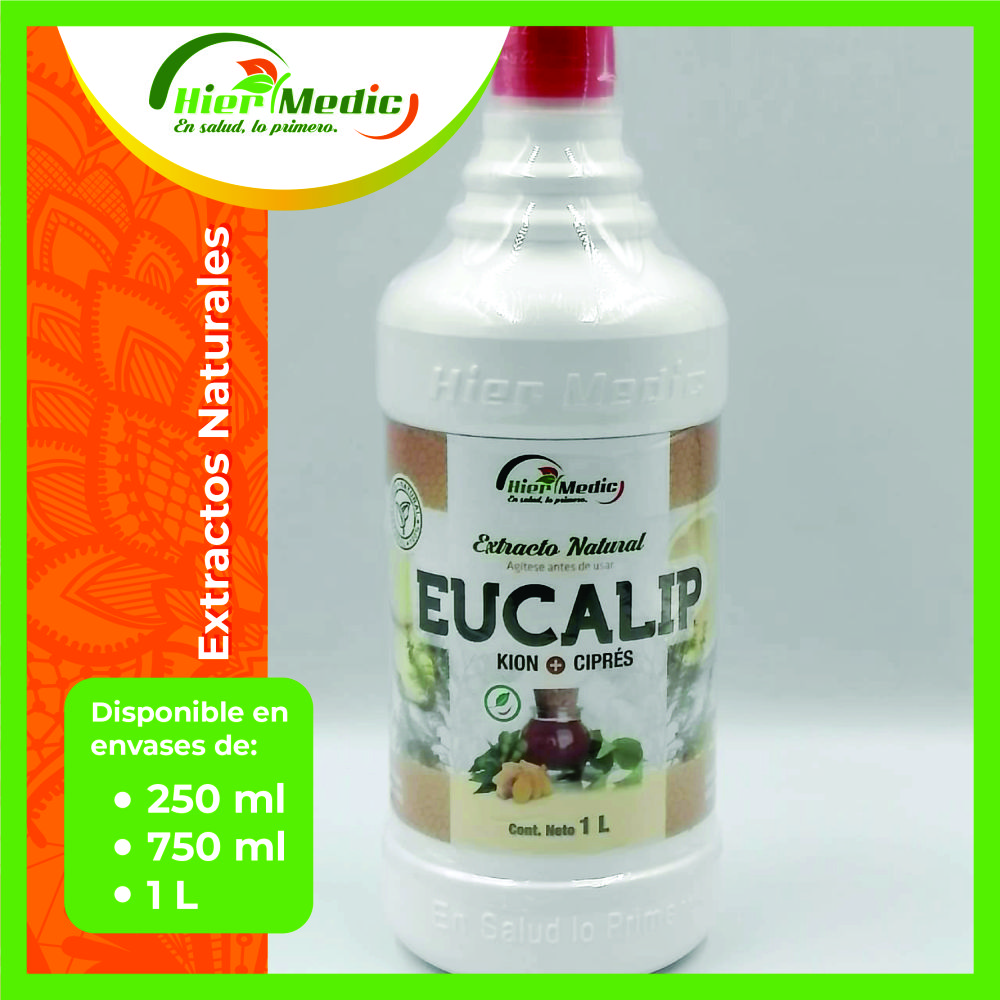 Hier Medic
En salud, lo primero.
Extractos Naturales
Disponible en
envases de:
• 250 ml
• 750 ml
• 1 L
Hier Medic
Hier Medic
En salud, lo primero.
Extracto Natural
Agítese antes de usar
EUCALIP
KION + CIPRÉS
Cont. Neto 1 L
En Salud lo